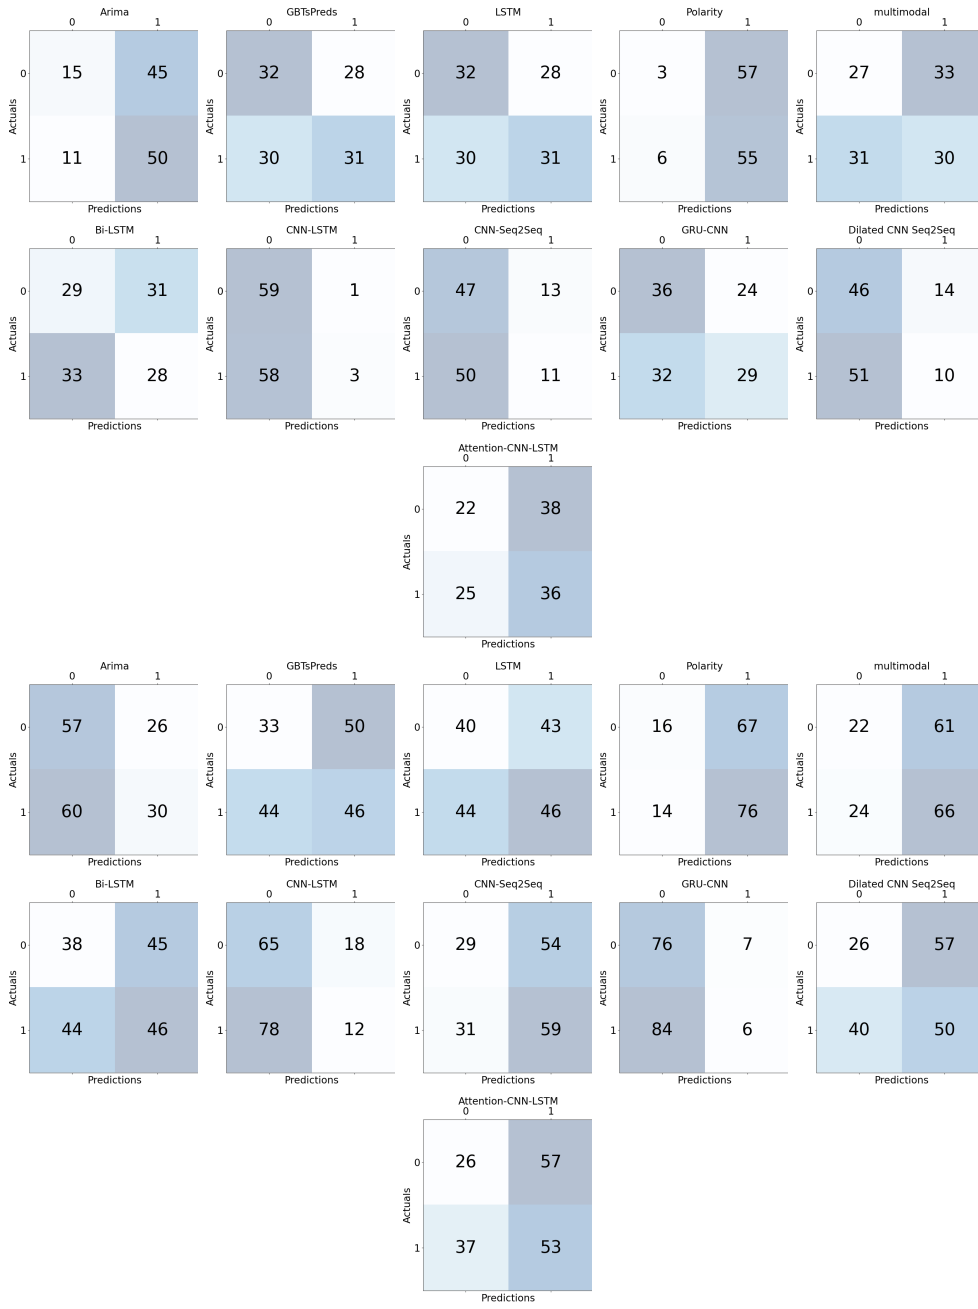 Arima GBTsPreds LSTM Polarity multimodal
0 1 0 1 0 1 0 1 0 1
0 15 45 0 32 28 0 32 28 0 3 57 0 27 33
Actuals Actuals Actuals Actuals Actuals
1 11 50 1 30 31 1 30 31 1 6 55 1 31 30
Predictions Predictions Predictions Predictions Predictions
Bi-LSTM CNN-LSTM CNN-Seq2Seq GRU-CNN Dilated CNN Seq2Seq
0 1 0 1 0 1 0 1 0 1
0 29 31 0 59 1 0 47 13 0 36 24 0 46 14
Actuals Actuals Actuals Actuals Actuals
1 33 28 1 58 3 1 50 11 1 32 29 1 51 10
Predictions Predictions Predictions Predictions Predictions
Attention-CNN-LSTM
0 1
0 22 38
Actuals
1 25 36
Predictions
Arima GBTsPreds LSTM Polarity multimodal
0 1 0 1 0 1 0 1 0 1
0 57 26 0 33 50 0 40 43 0 16 67 0 22 61
Actuals Actuals Actuals Actuals Actuals
1 60 30 1 44 46 1 44 46 1 14 76 1 24 66
Predictions Predictions Predictions Predictions Predictions
Bi-LSTM CNN-LSTM CNN-Seq2Seq GRU-CNN Dilated CNN Seq2Seq
0 1 0 1 0 1 0 1 0 1
0 38 45 0 65 18 0 29 54 0 76 7 0 26 57
Actuals Actuals Actuals Actuals Actuals
1 44 46 1 78 12 1 31 59 1 84 6 1 40 50
Predictions Predictions Predictions Predictions Predictions
Attention-CNN-LSTM
0 1
0 26 57
Actuals
1 37 53
Predictions